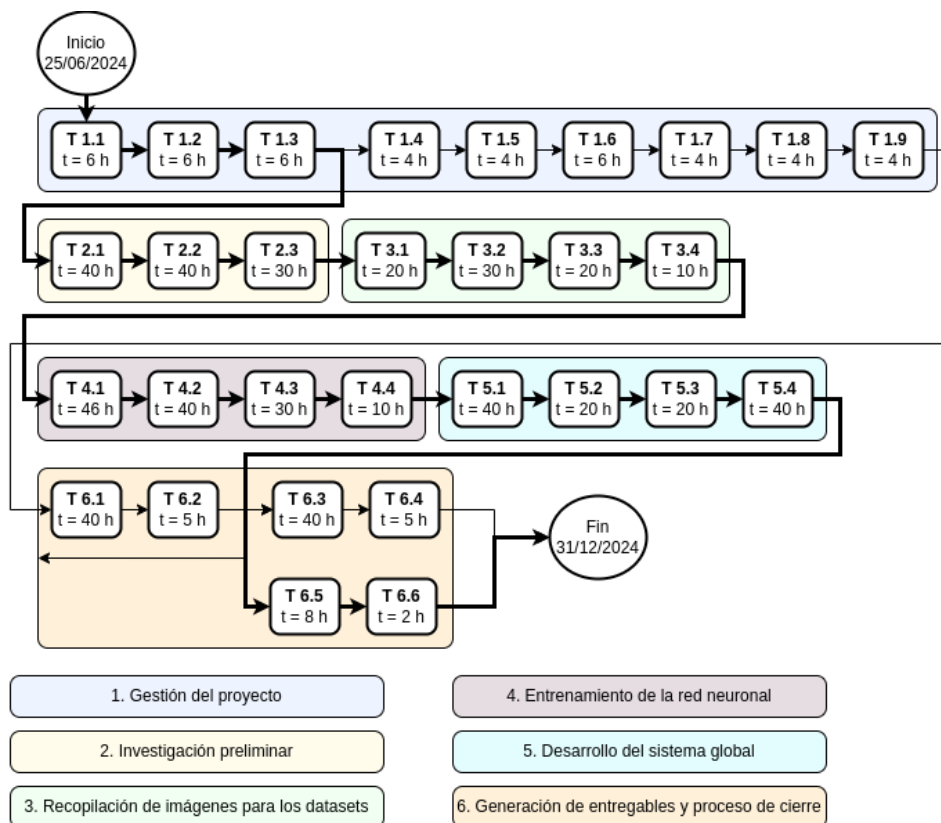 Inicio
25/06/2024
T 1.1
t = 6 h
T 1.2
t = 6 h
T 1.3
t = 6 h
T 1.4
t = 4 h
T 1.5
t = 4 h
T 1.6
t = 6 h
T 1.7
t = 4 h
T 1.8
t = 4 h
T 1.9
t = 4 h
T 2.1
t = 40 h
T 2.2
t = 40 h
T 2.3
t = 30 h
T 3.1
t = 20 h
T 3.2
t = 30 h
T 3.3
t = 20 h
T 3.4
t = 10 h
T 4.1
t = 46 h
T 4.2
t = 40 h
T 4.3
t = 30 h
T 4.4
t = 10 h
T 5.1
t = 40 h
T 5.2
t = 20 h
T 5.3
t = 20 h
T 5.4
t = 40 h
T 6.1
t = 40 h
T 6.2
t = 5 h
T 6.3
t = 40 h
T 6.4
t = 5 h
Fin
31/12/2024
T 6.5
t = 8 h
T 6.6
t = 2 h
1. Gestión del proyecto
4. Entrenamiento de la red neuronal
2. Investigación preliminar
5. Desarrollo del sistema global
3. Recopilación de imágenes para los datasets
6. Generación de entregables y proceso de cierre